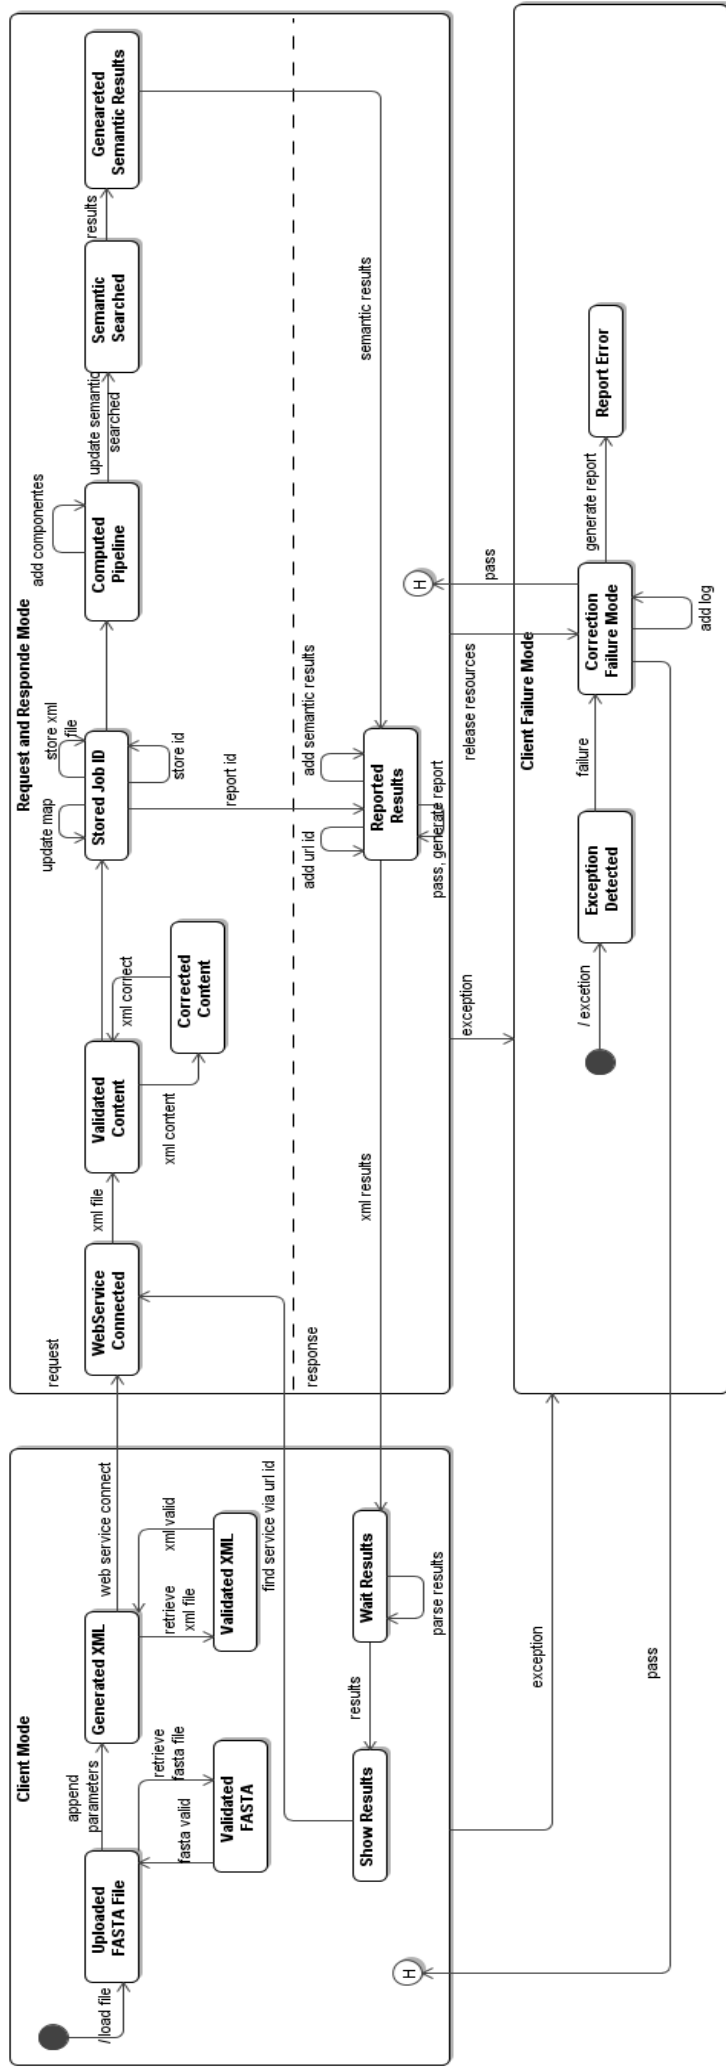 Client Mode
/ load file
Uploaded
FASTA File
append
parameters
Generated XML
web service connect
retrieve
fasta file
fasta valid
Validated
FASTA
retrieve
xml file
xml valid
Validated XML
find service via url id
Show Results
results
Wait Results
parse results
H
Request and Responde Mode
request
WebService
Connected
xml file
Validated
Content
xml content
xml correct
Corrected
Content
update map
store xml
file
Stored Job ID
store id
report id
add componentes
Computed
Pipeline
update semantic
searched
Semantic
Searched
results
Geneareted
Semantic Results
response
xml results
add url id
add semantic results
Reported
Results
pass, generate report
semantic results
H
exception
release resources
pass
exception
pass
Client Failure Mode
/ excetion
Exception
Detected
failure
Correction
Failure Mode
add log
generate report
Report Error